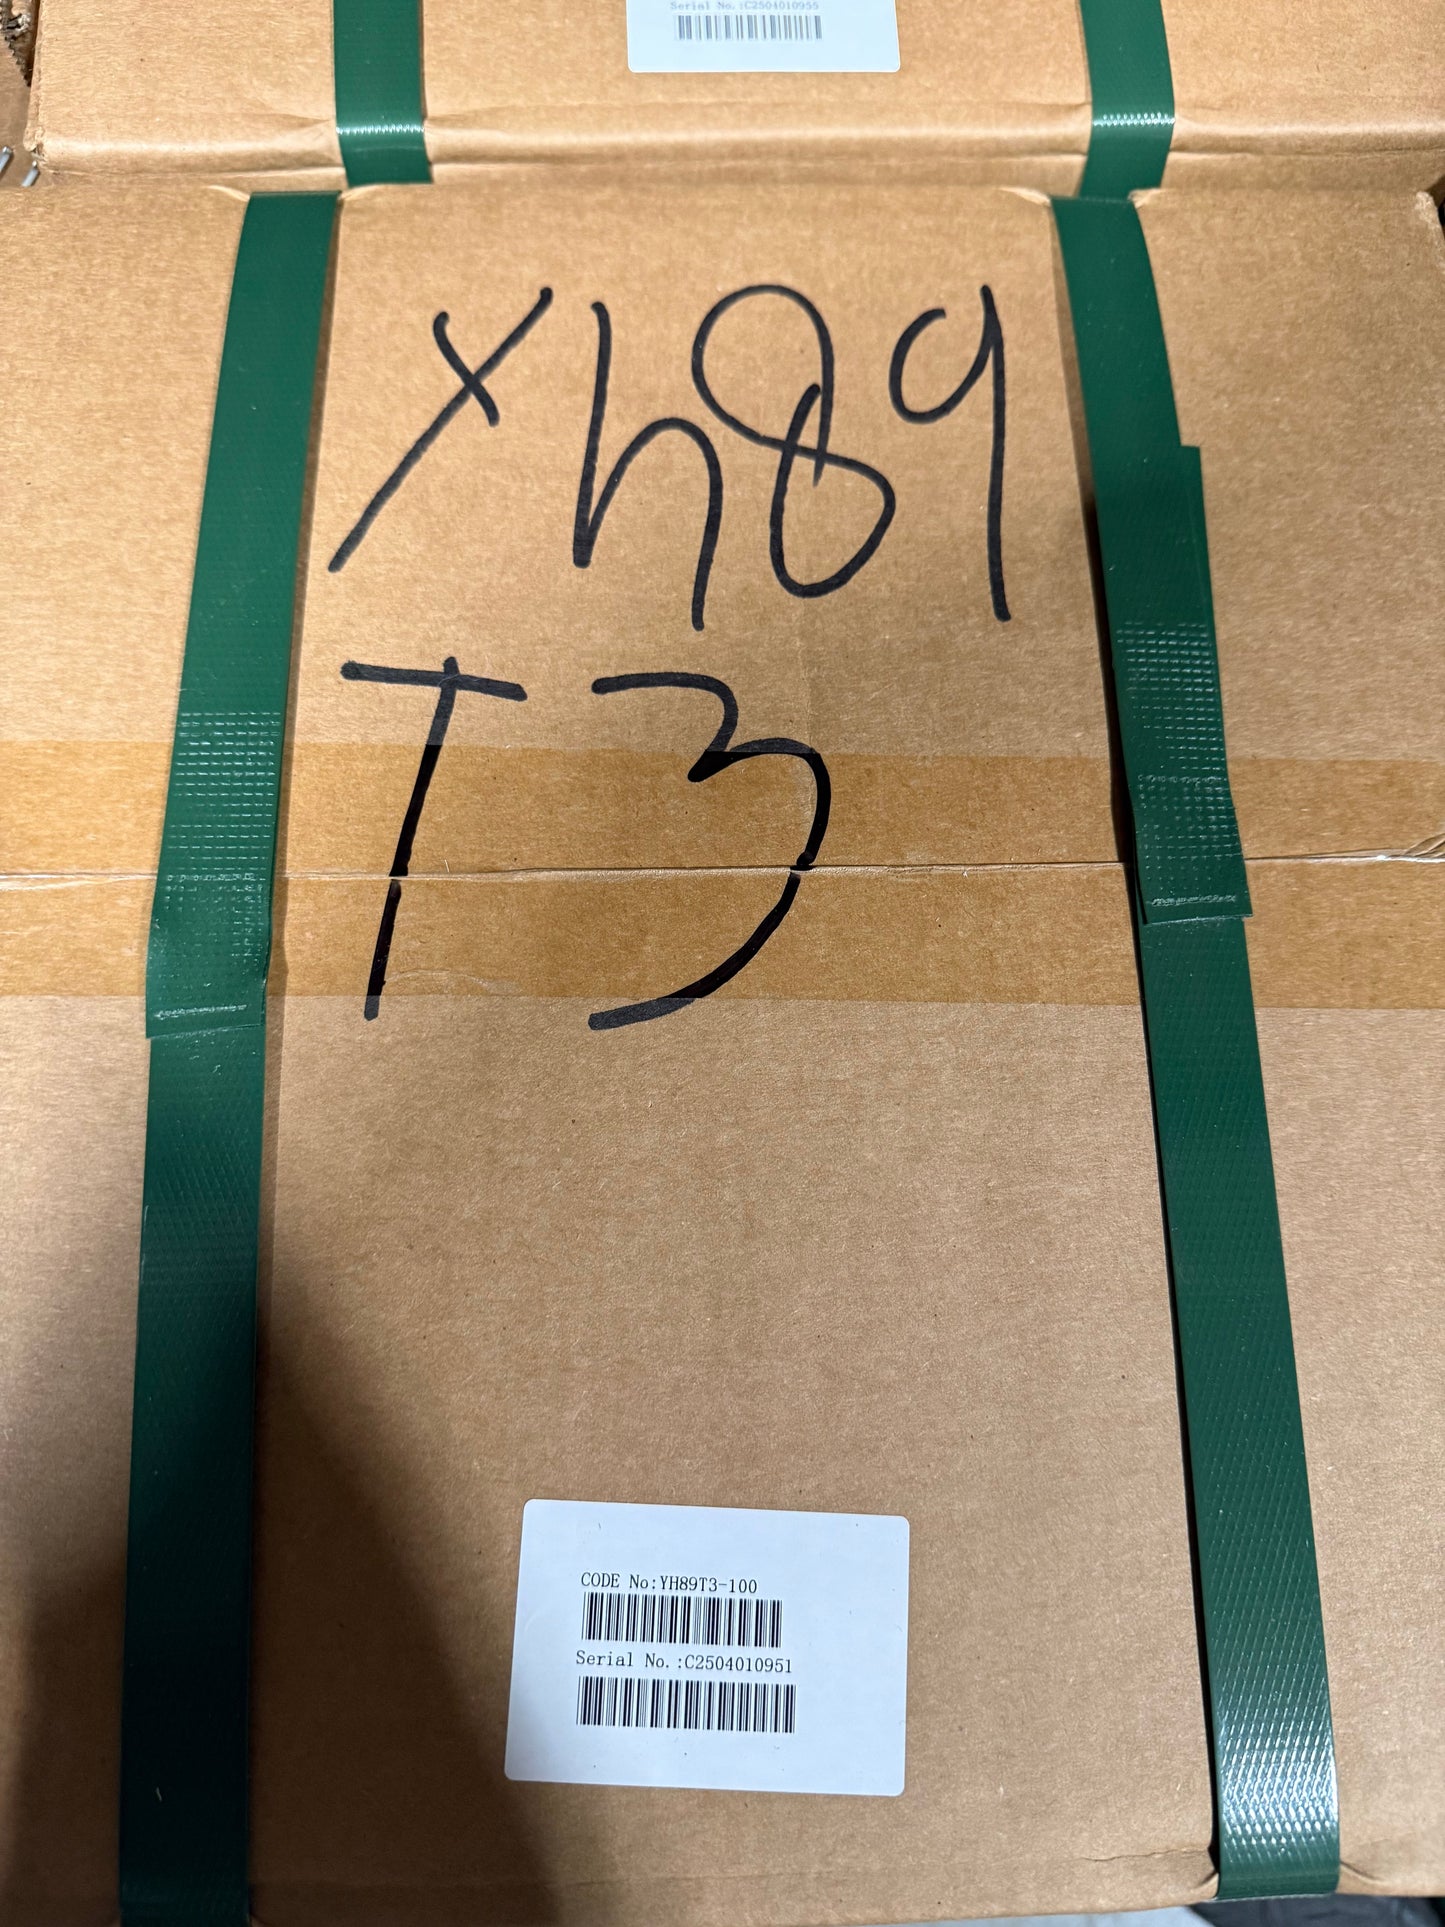 Serial No.:C2504010955
Yh89
T3
CODE No:YH89T3-100
Serial No.:C2504010951